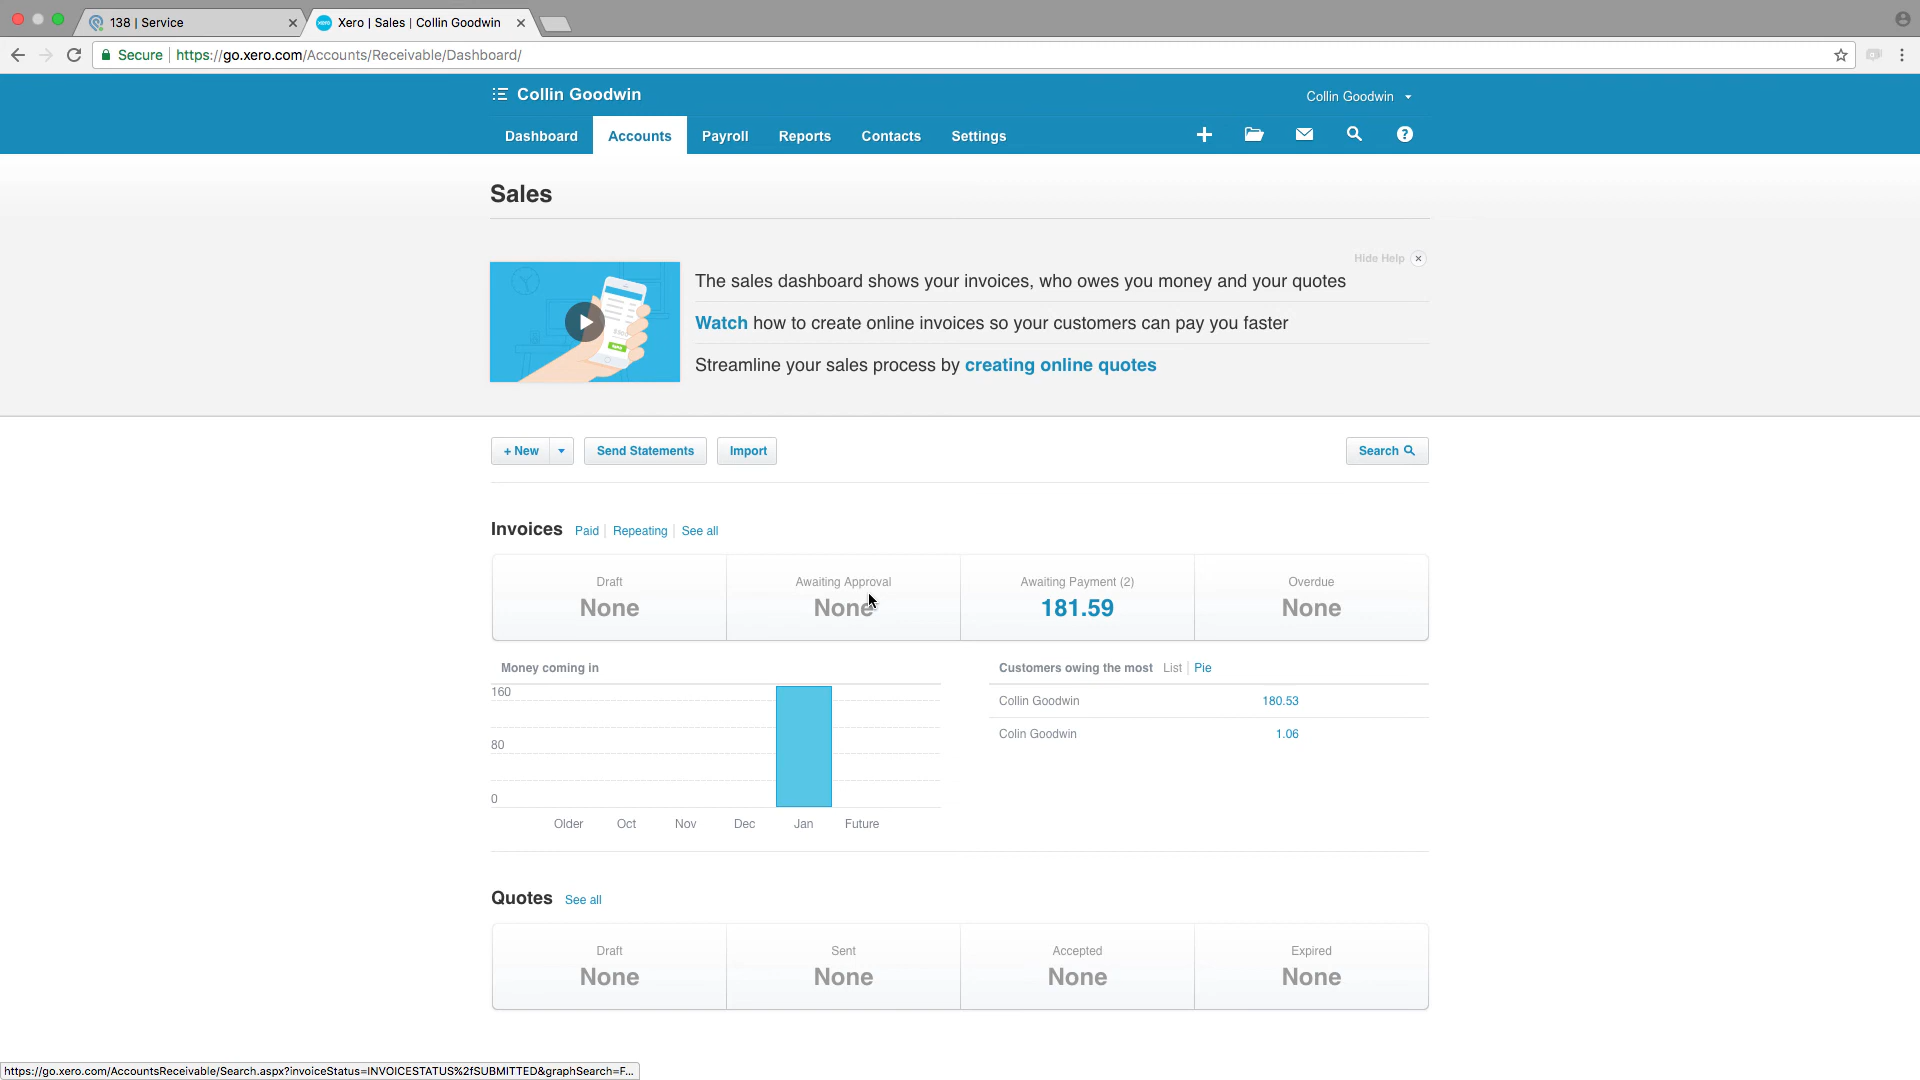 138 | Service
Xero | Sales | Collin Goodwin
Secure
https://go.xero.com/Accounts/Receivable/Dashboard/
Collin Goodwin
Collin Goodwin
Dashboard
Accounts
Payroll
Reports
Contacts
Settings
Sales
Hide Help
The sales dashboard shows your invoices, who owes you money and your quotes
Watch how to create online invoices so your customers can pay you faster
Streamline your sales process by creating online quotes
+ New
Send Statements
Import
Search
Invoices
Paid
Repeating
See all
Draft
None
Awaiting Approval
None
Awaiting Payment (2)
181.59
Overdue
None
Money coming in
160
80
0
Older
Oct
Nov
Dec
Jan
Future
Customers owing the most
List
Pie
Collin Goodwin 180.53
Colin Goodwin 1.06
Quotes
See all
Draft
None
Sent
None
Accepted
None
Expired
None
https://go.xero.com/AccountsReceivable/Search.aspx?invoiceStatus=INVOICESTATUS%2fSUBMITTED&graphSearch=F...